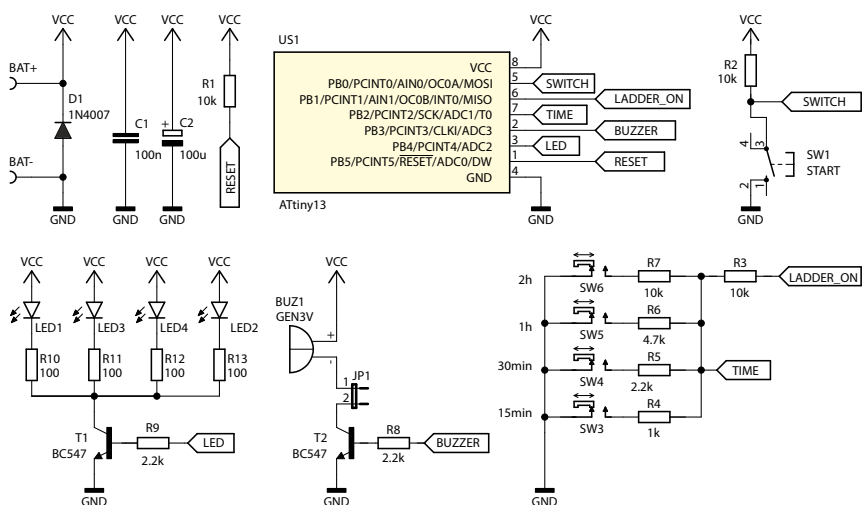 VCC
BAT+
D1
1N4007
BAT-
GND
VCC
C1
100n
GND
VCC
+
C2
100u
GND
VCC
R1
10k
RESET
US1
VCC
8
PB0/PCINT0/AIN0/OC0A/MOSI
5
SWITCH
PB1/PCINT1/AIN1/OC0B/INT0/MISO
6
LADDER_ON
PB2/PCINT2/SCK/ADC1/T0
7
TIME
PB3/PCINT3/CLKI/ADC3
2
BUZZER
PB4/PCINT4/ADC2
3
LED
PB5/PCINT5/RESET/ADC0/DW
1
RESET
GND
4
ATtiny13
VCC
GND
VCC
R2
10k
SWITCH
4
3
SW1
START
2
1
GND
VCC
LED1
R10
100
VCC
LED3
R11
100
VCC
LED4
R12
100
VCC
LED2
R13
100
T1
BC547
R9
2.2k
LED
GND
VCC
BUZ1
GEN3V
+
-
JP1
1
2
T2
BC547
R8
2.2k
BUZZER
GND
2h
SW6
R7
10k
R3
10k
LADDER_ON
1h
SW5
R6
4.7k
30min
SW4
R5
2.2k
TIME
15min
SW3
R4
1k
GND